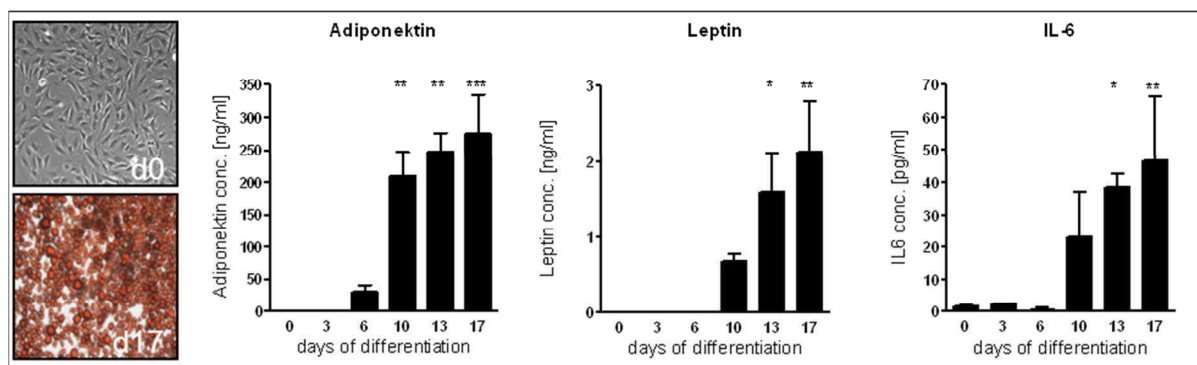 d0
d17
Adiponektin
** ** ***
Adiponektin conc. [ng/ml]
350
300
250
200
150
100
50
0
0 3 6 10 13 17
days of differentiation
Leptin
* **
Leptin conc. [ng/ml]
3
2
1
0
0 3 6 10 13 17
days of differentiation
IL-6
* **
IL6 conc. [pg/ml]
70
60
50
40
30
20
10
0
0 3 6 10 13 17
days of differentiation